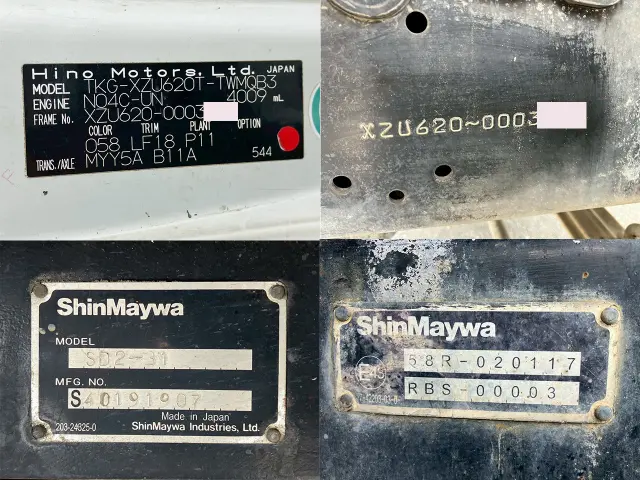 Hino Motors, Ltd. JAPAN
MODEL TKG-XZU620T-TWMQB3
ENGINE N04C-UN 4009 mL
FRAME No. XZU620-0003
COLOR TRIM PLANT OPTION
058 LF18 P11
TRANS./AXLE MYY5A B11A 544
XZU620~0003
ShinMaywa
MODEL
SD2-31
MFG. NO.
S 40191907
Made in Japan
203-24625-0 ShinMaywa Industries, Ltd.
ShinMaywa
58R-020117
RBS-00003